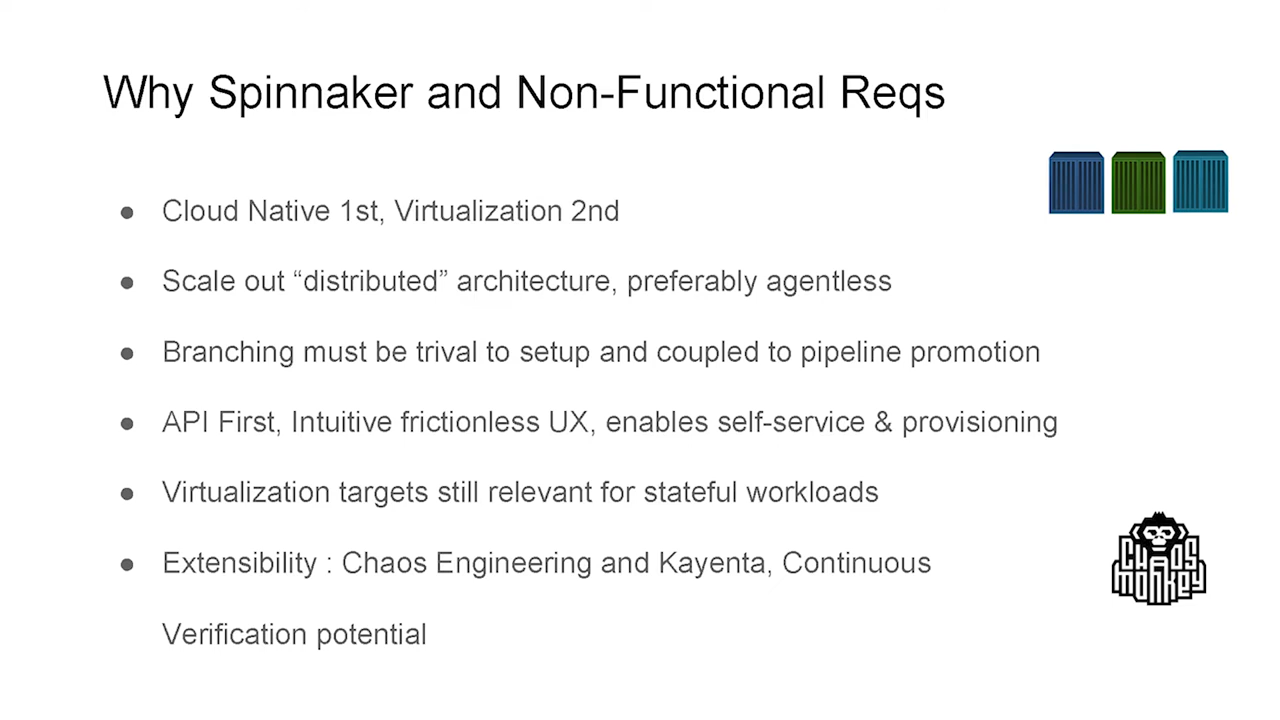 Why Spinnaker and Non-Functional Reqs
● Cloud Native 1st, Virtualization 2nd
● Scale out “distributed” architecture, preferably agentless
● Branching must be trival to setup and coupled to pipeline promotion
● API First, Intuitive frictionless UX, enables self-service & provisioning
● Virtualization targets still relevant for stateful workloads
● Extensibility : Chaos Engineering and Kayenta, Continuous
Verification potential
CHAOS
MONKEY